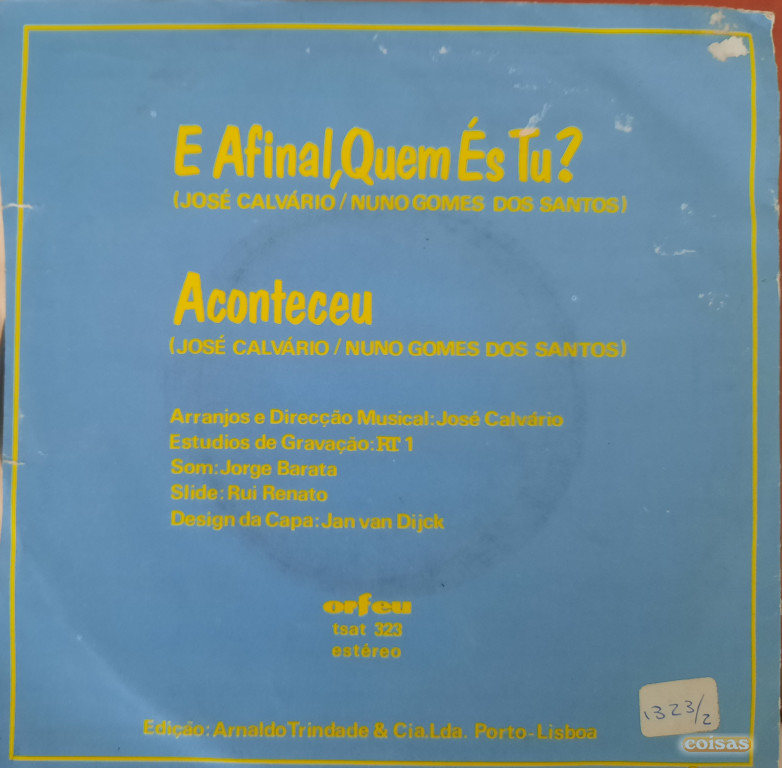 E Afinal, Quem És Tu?
(JOSÉ CALVÁRIO / NUNO GOMES DOS SANTOS)
Aconteceu
(JOSÉ CALVÁRIO / NUNO GOMES DOS SANTOS)
Arranjos e Direcção Musical: José Calvário
Estudios de Gravação: RT 1
Som: Jorge Barata
Slide: Rui Renato
Design da Capa: Jan van Dijck
orfeu
tsat 323
estéreo
1323/2
Edição: Arnaldo Trindade & Cia. Lda. Porto-Lisboa
coisas